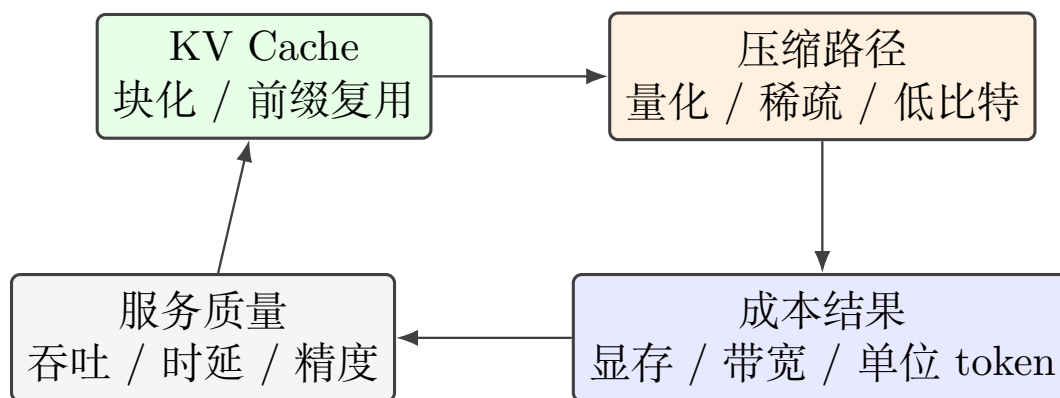 KV Cache
块化 / 前缀复用
压缩路径
量化 / 稀疏 / 低比特
服务质量
吞吐 / 时延 / 精度
成本结果
显存 / 带宽 / 单位 token